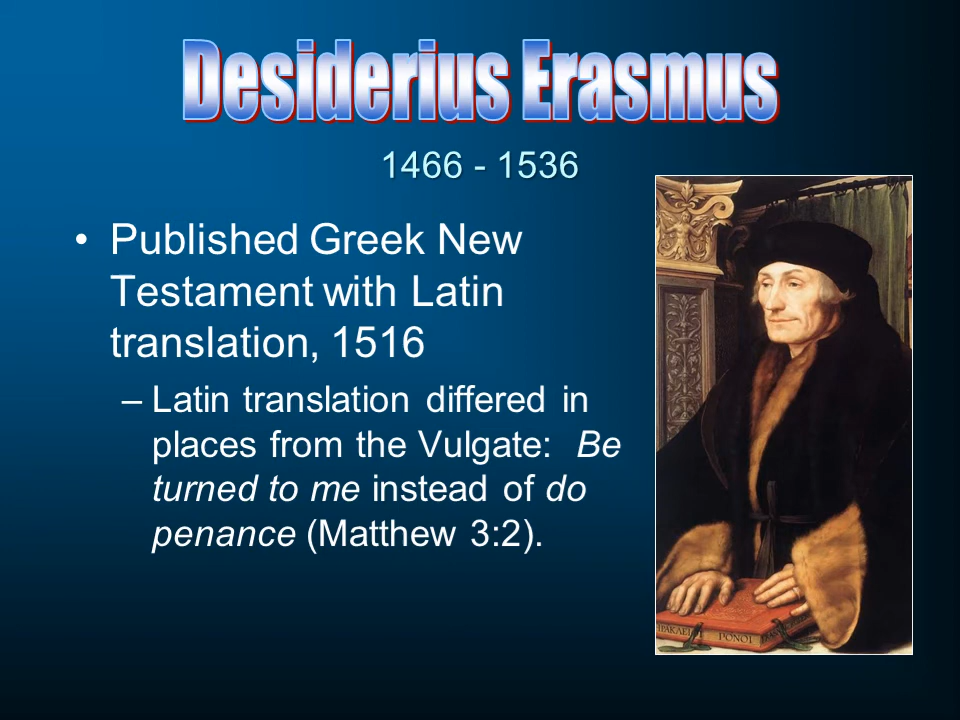 Desiderius Erasmus
1466 - 1536
• Published Greek New
Testament with Latin
translation, 1516
– Latin translation differed in
places from the Vulgate: Be
turned to me instead of do
penance (Matthew 3:2).
ΠΟΝΟΙ